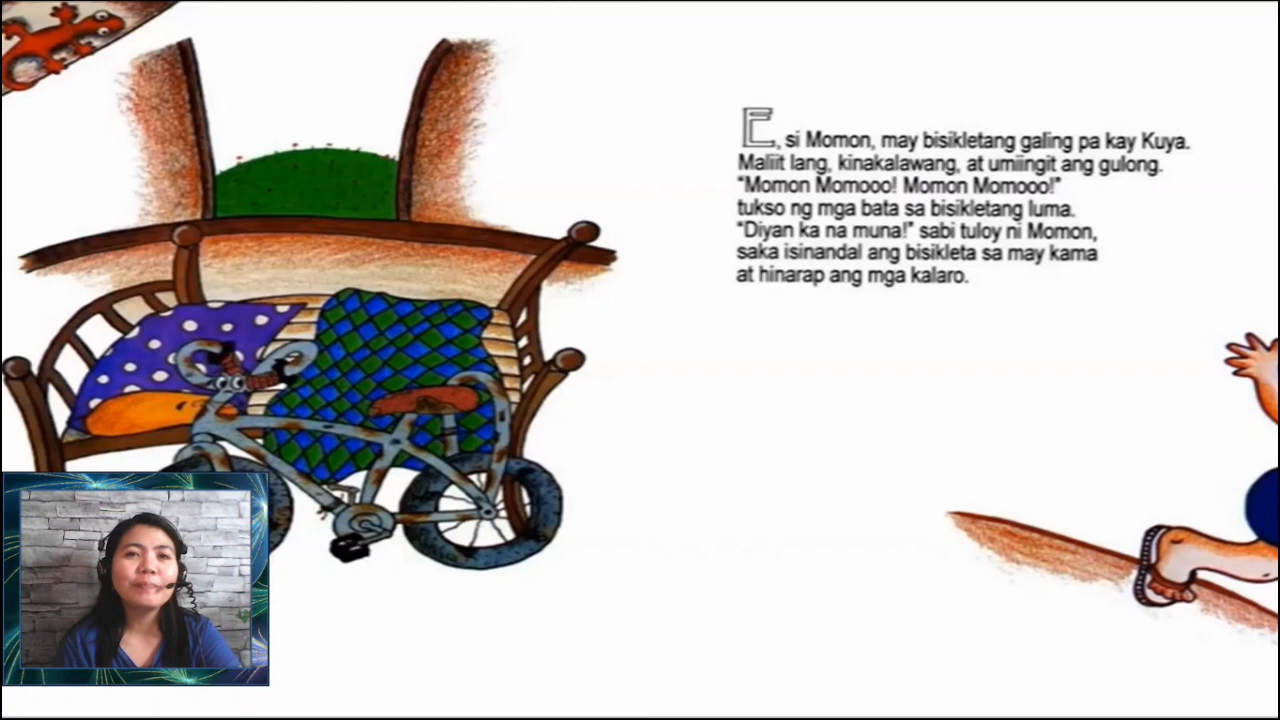 E, si Momon, may bisikletang galing pa kay Kuya.
Maliit lang, kinakalawang, at umiingit ang gulong.
“Momon Momooo! Momon Momooo!”
tukso ng mga bata sa bisikletang luma.
“Diyan ka na muna!” sabi tuloy ni Momon,
saka isinandal ang bisikleta sa may kama
at hinarap ang mga kalaro.